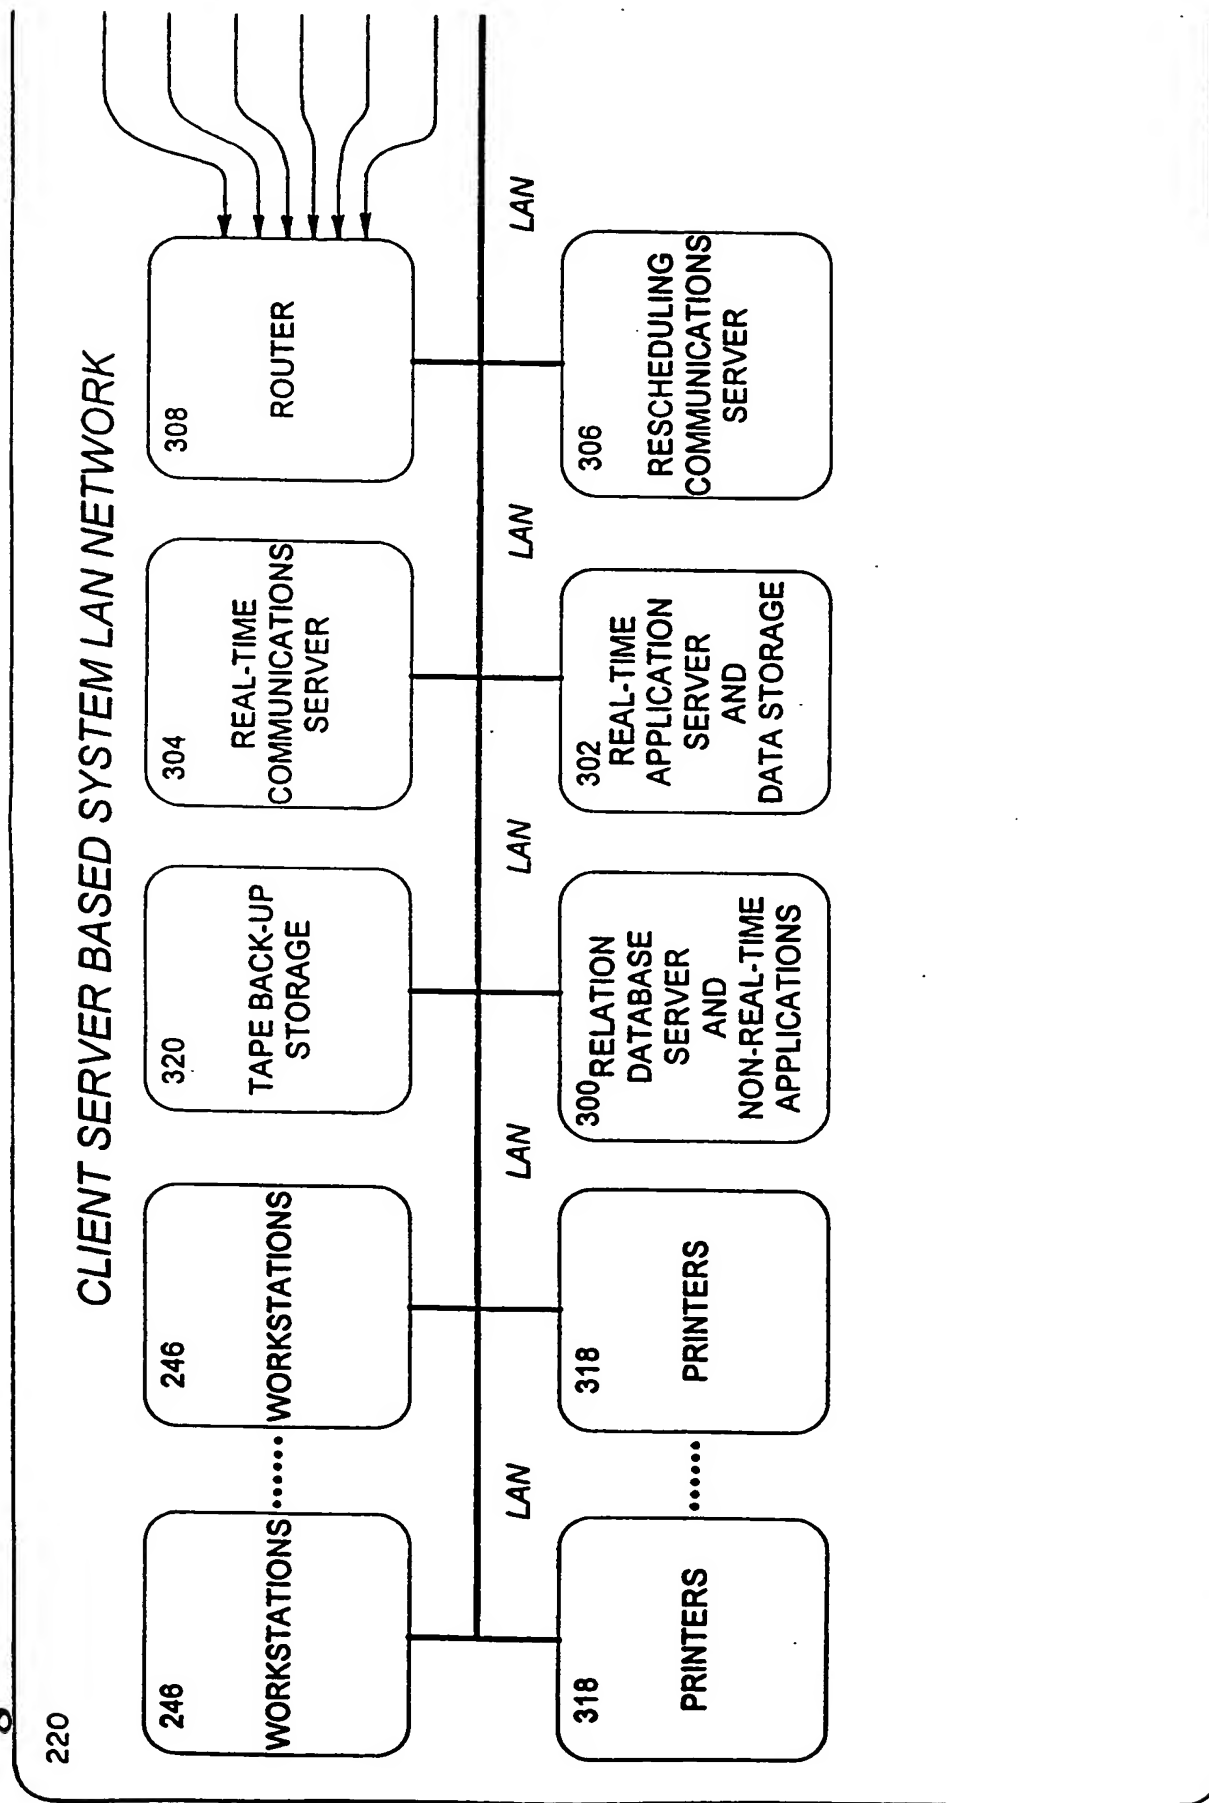 220
CLIENT SERVER BASED SYSTEM LAN NETWORK
246
WORKSTATIONS
246
WORKSTATIONS
320
TAPE BACK-UP
STORAGE
304
REAL-TIME
COMMUNICATIONS
SERVER
308
ROUTER
LAN
LAN
LAN
LAN
LAN
318
PRINTERS
318
PRINTERS
300
RELATION
DATABASE
SERVER
AND
NON-REAL-TIME
APPLICATIONS
302
REAL-TIME
APPLICATION
SERVER
AND
DATA STORAGE
306
RESCHEDULING
COMMUNICATIONS
SERVER